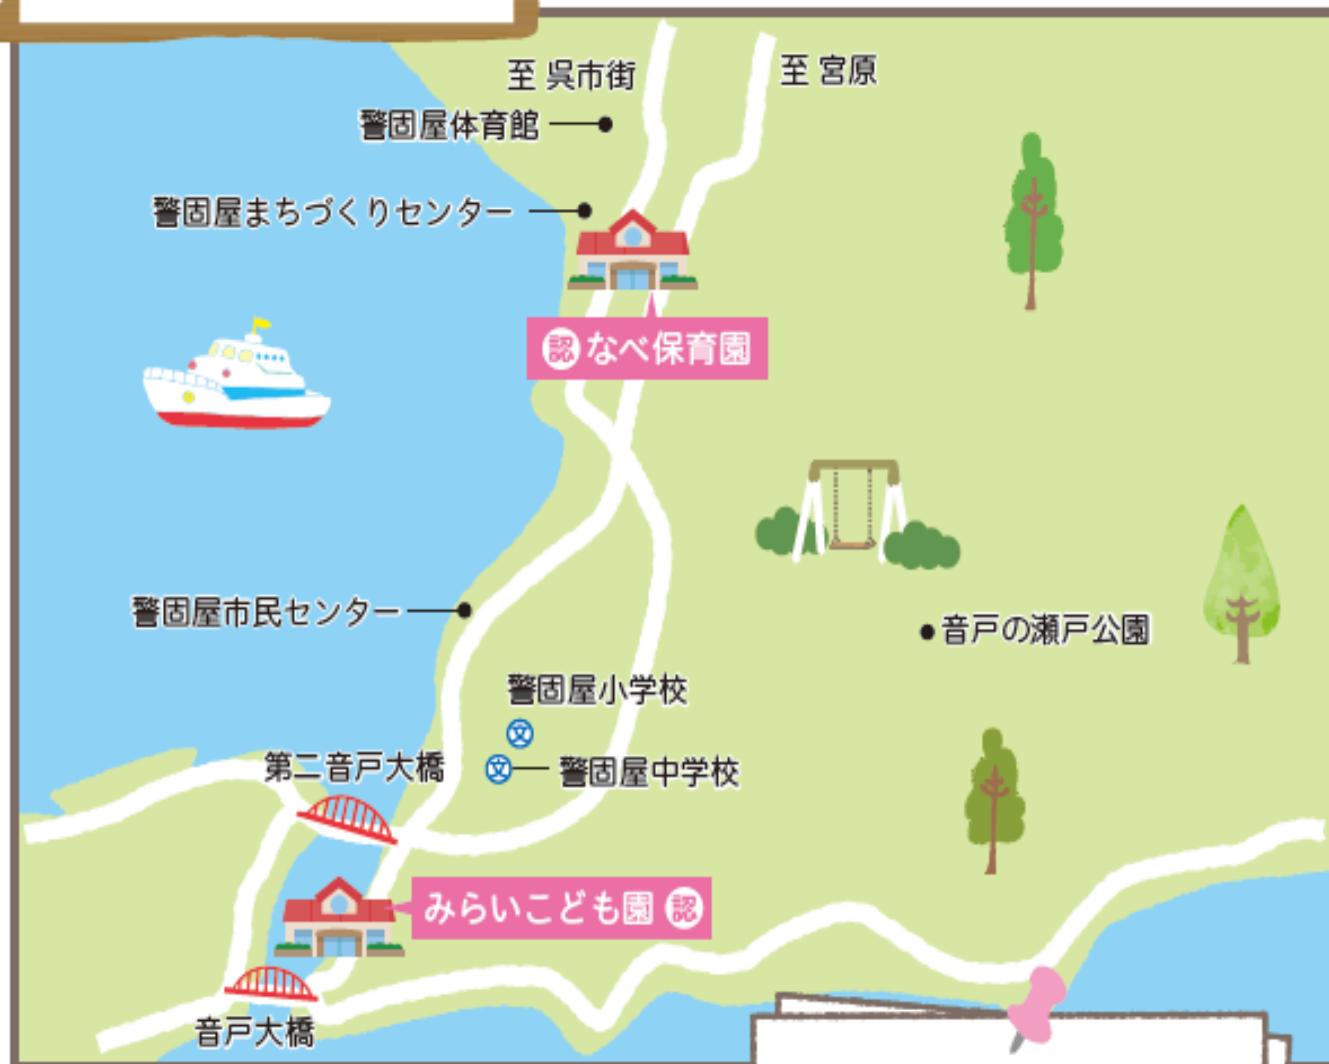 至 呉市街
至 宮原
警固屋体育館
警固屋まちづくりセンター
認 なべ保育園
警固屋市民センター
音戸の瀬戸公園
警固屋小学校
文
第二音戸大橋
文 警固屋中学校
みらいこども園 認
音戸大橋